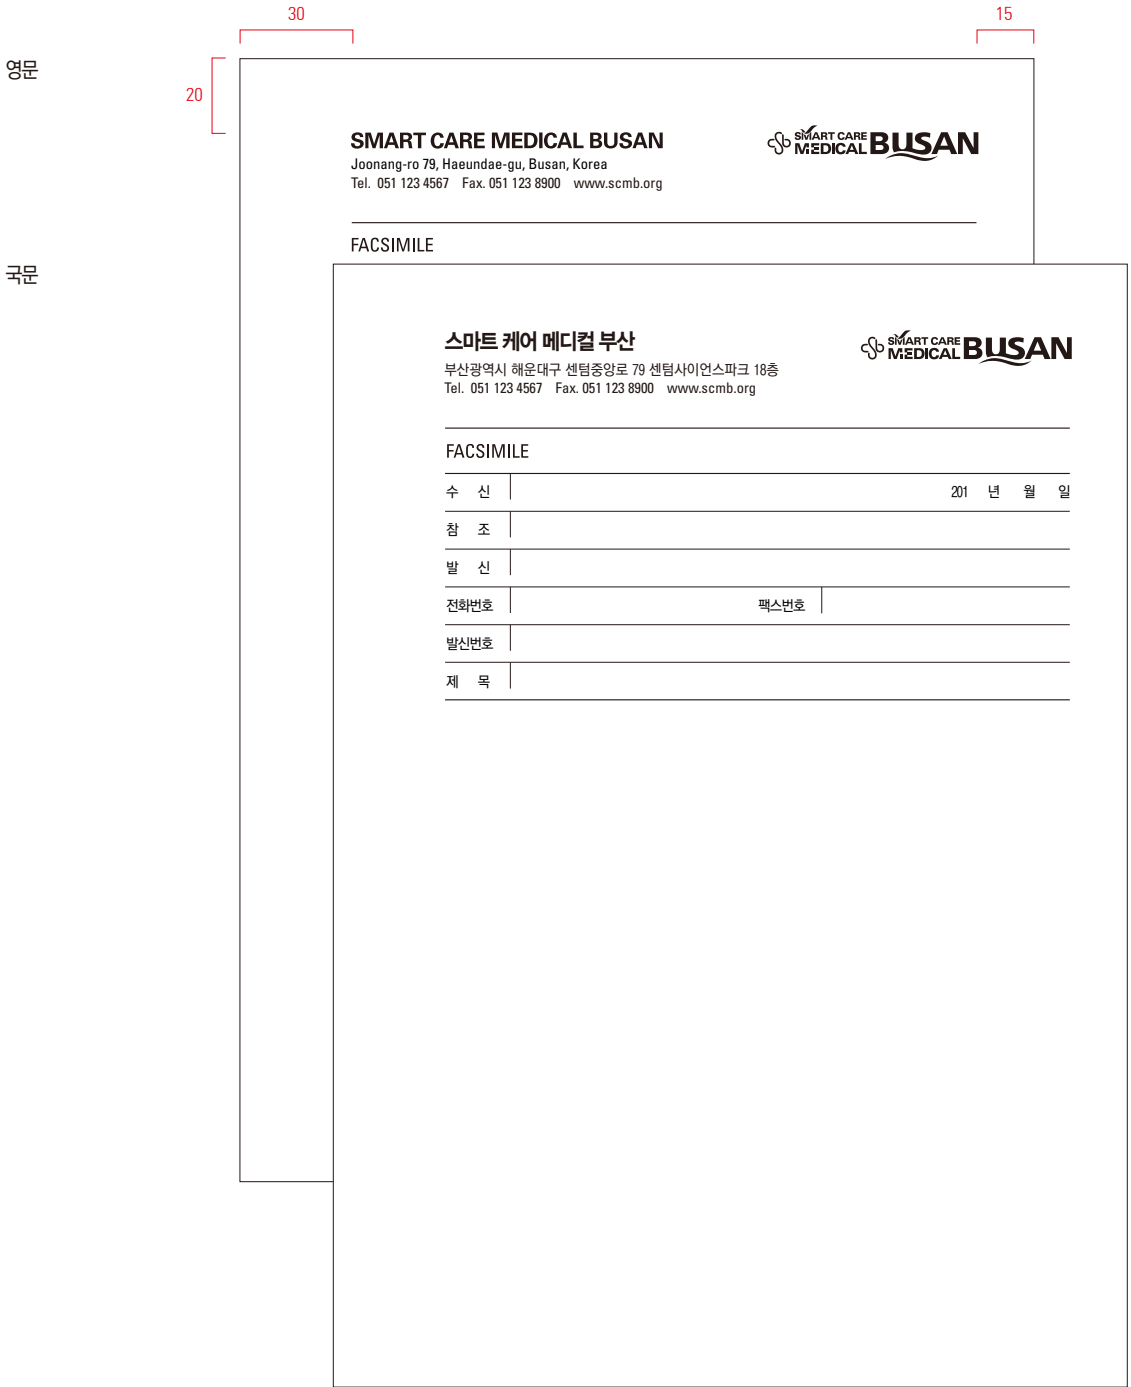 30
15
영문
20
SMART CARE MEDICAL BUSAN
Joonang-ro 79, Haeundae-gu, Busan, Korea
Tel. 051 123 4567 Fax. 051 123 8900 www.scmb.org
SMART CARE
MEDICAL BUSAN
FACSIMILE
국문
스마트 케어 메디컬 부산
부산광역시 해운대구 센텀중앙로 79 센텀사이언스파크 18층
Tel. 051 123 4567 Fax. 051 123 8900 www.scmb.org
SMART CARE
MEDICAL BUSAN
FACSIMILE
수 신 201 년 월 일
참 조
발 신
전화번호 팩스번호
발신번호
제 목